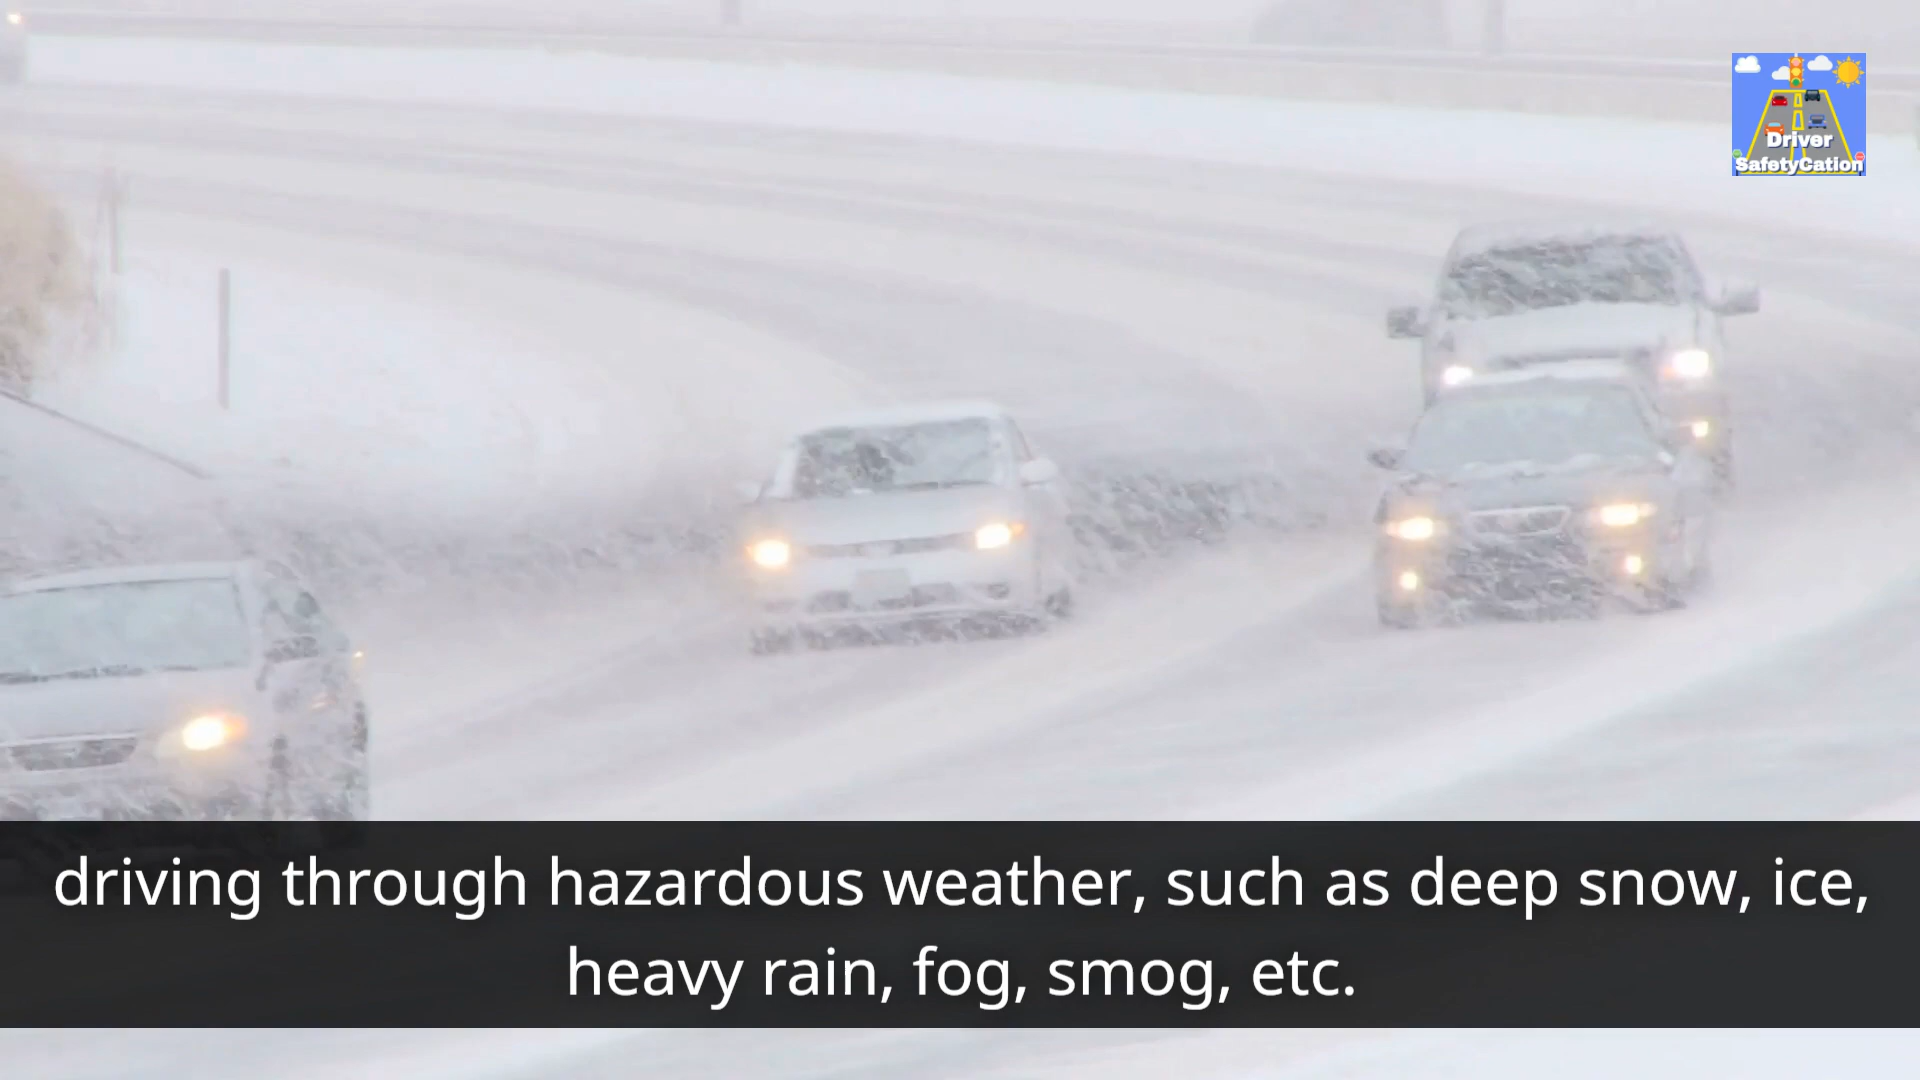 Driver
SafetyCation
driving through hazardous weather, such as deep snow, ice,
heavy rain, fog, smog, etc.